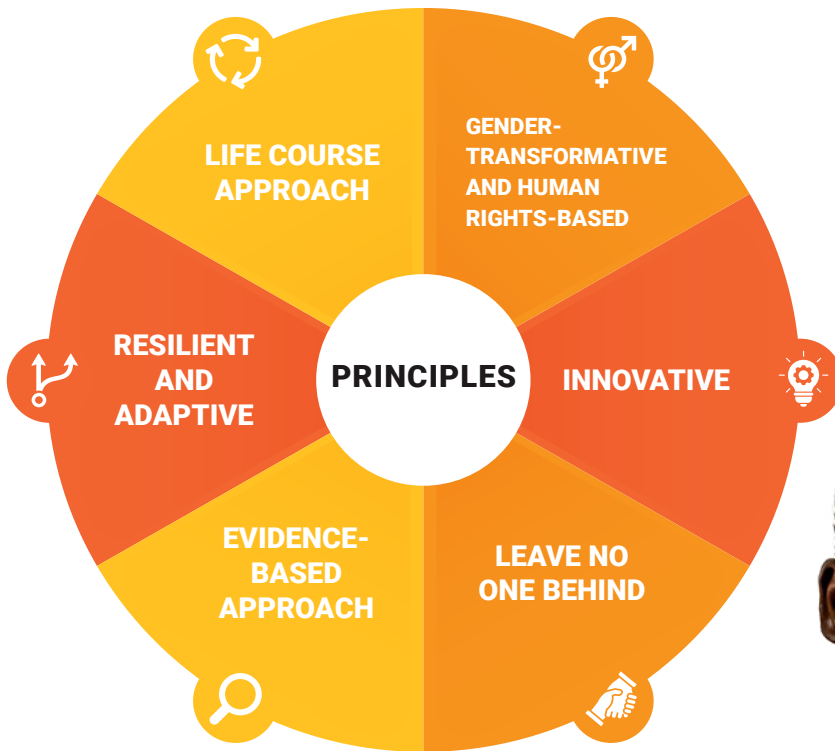 LIFE COURSE
APPROACH
GENDER-
TRANSFORMATIVE
AND HUMAN
RIGHTS-BASED
RESILIENT
AND
ADAPTIVE
PRINCIPLES
INNOVATIVE
EVIDENCE-
BASED
APPROACH
LEAVE NO
ONE BEHIND